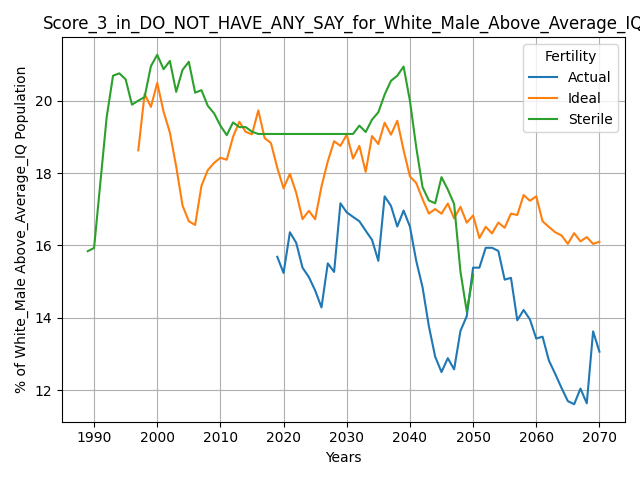 Score_3_in_DO_NOT_HAVE_ANY_SAY_for_White_Male_Above_Average_IQ
Fertility
Actual
Ideal
Sterile
% of White_Male Above_Average_IQ Population
20
18
16
14
12
1990 2000 2010 2020 2030 2040 2050 2060 2070
Years